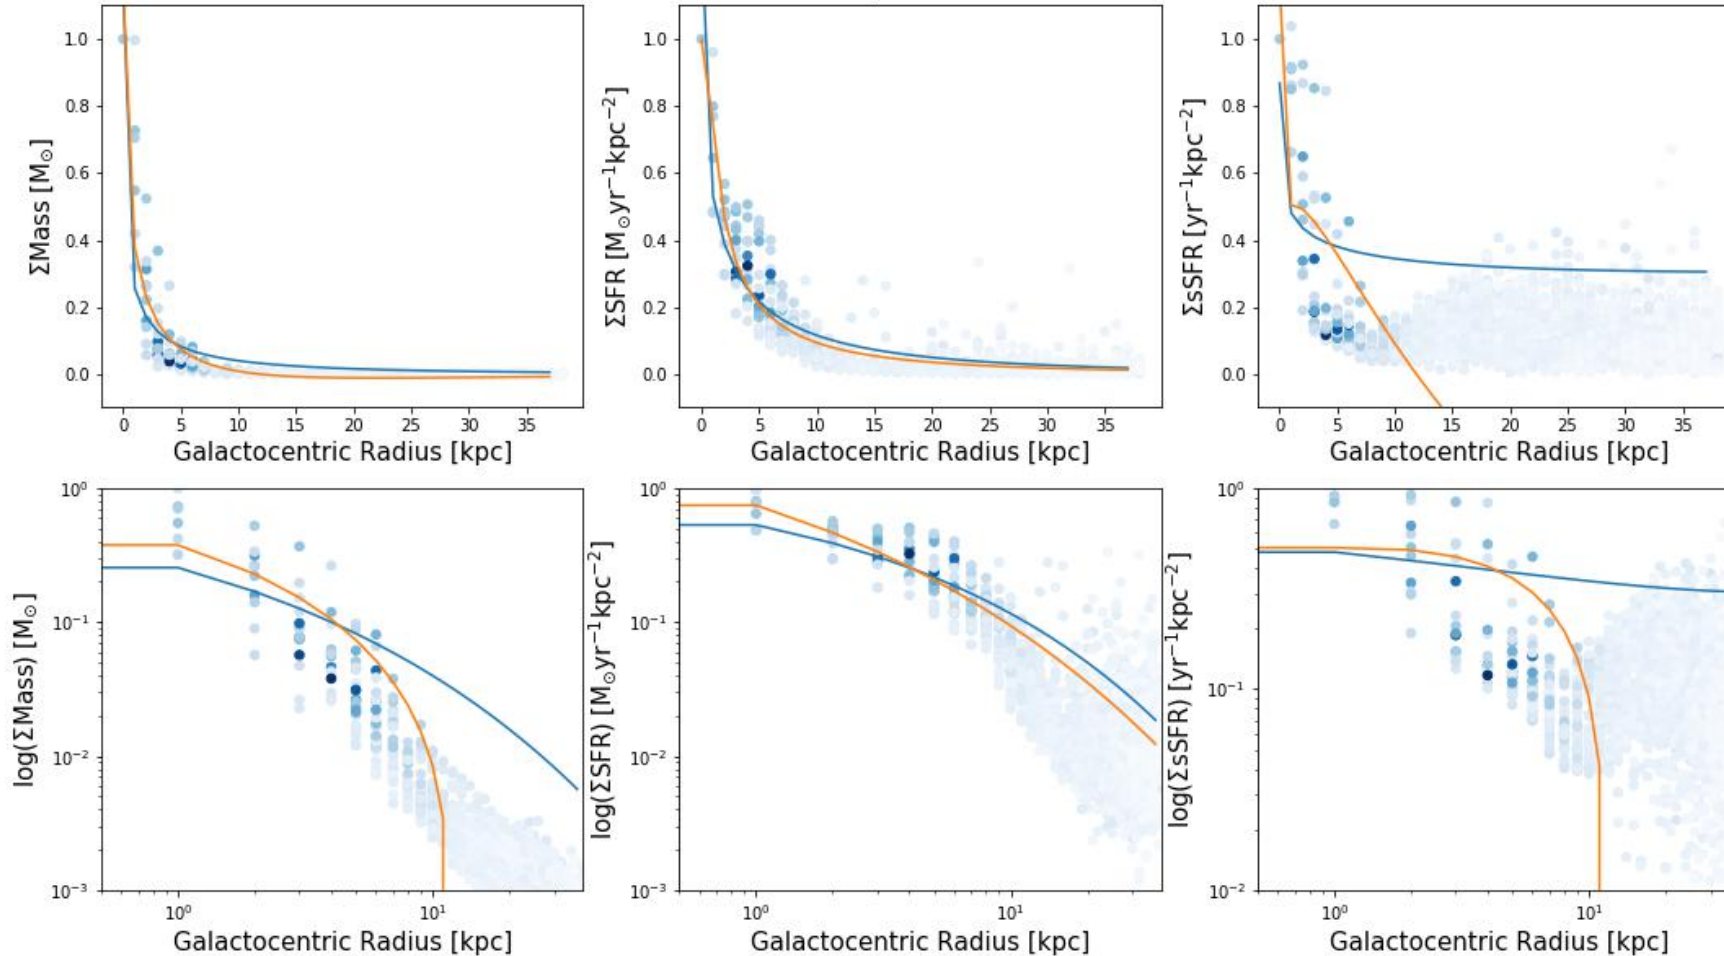 ΣMass [M⊙]
1.0
0.8
0.6
0.4
0.2
0.0
0 5 10 15 20 25 30 35
Galactocentric Radius [kpc]
ΣSFR [M⊙yr⁻¹kpc⁻²]
1.0
0.8
0.6
0.4
0.2
0.0
0 5 10 15 20 25 30 35
Galactocentric Radius [kpc]
ΣsSFR [yr⁻¹kpc⁻²]
1.0
0.8
0.6
0.4
0.2
0.0
0 5 10 15 20 25 30 35
Galactocentric Radius [kpc]
log(ΣMass) [M⊙]
10⁰
10⁻¹
10⁻²
10⁻³
10⁰ 10¹
Galactocentric Radius [kpc]
log(ΣSFR) [M⊙yr⁻¹kpc⁻²]
10⁰
10⁻¹
10⁻²
10⁻³
10⁰ 10¹
Galactocentric Radius [kpc]
log(ΣsSFR) [yr⁻¹kpc⁻²]
10⁰
10⁻¹
10⁻²
10⁰ 10¹
Galactocentric Radius [kpc]